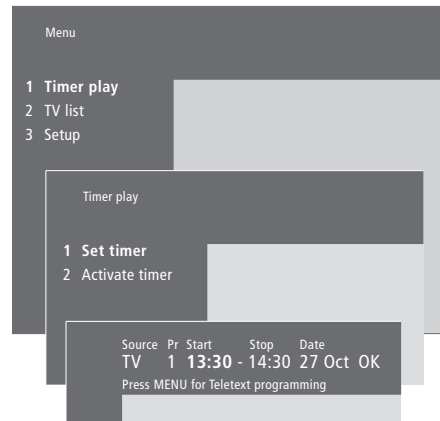 Menu
1 Timer play
2 TV list
3 Setup
Timer play
1 Set timer
2 Activate timer
Source Pr Start Stop Date
TV 1 13:30 - 14:30 27 Oct OK
Press MENU for Teletext programming